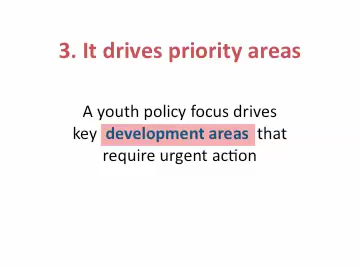 3. It drives priority areas
A youth policy focus drives
key development areas that
require urgent action